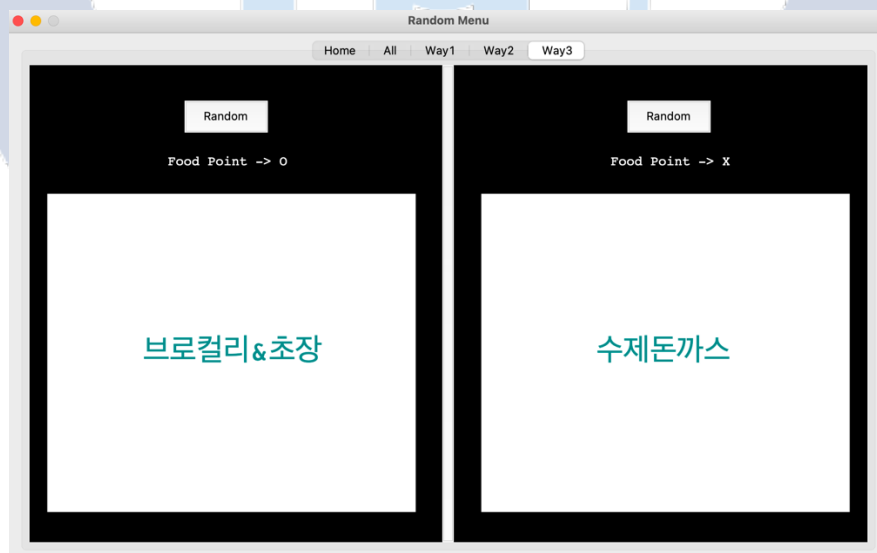 Random Menu
Home All Way1 Way2 Way3
Random
Food Point -> O
브로컬리&초장
Random
Food Point -> X
수제돈까스